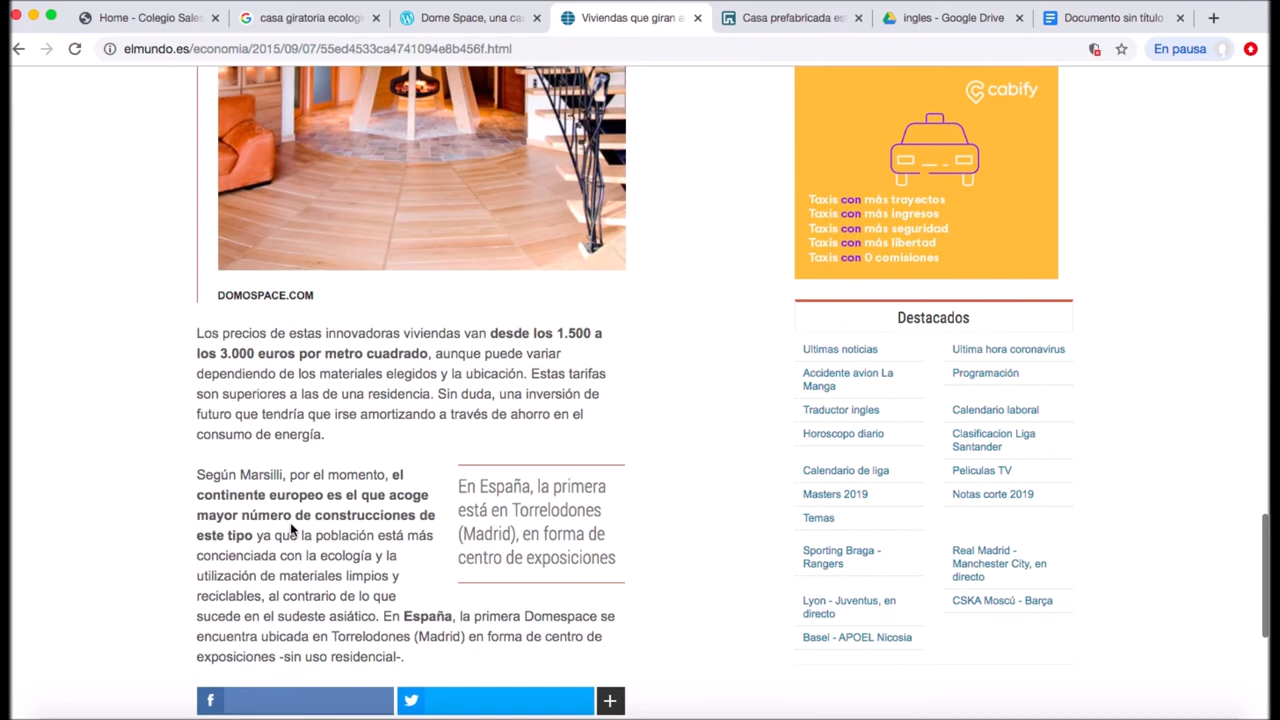 Home - Colegio Sales
casa giratoria ecologi
Dome Space, una ca
Viviendas que giran a
Casa prefabricada es
ingles - Google Drive
Documento sin título
elmundo.es/economia/2015/09/07/55ed4533ca4741094e8b456f.html
En pausa
DOMOSPACE.COM
Los precios de estas innovadoras viviendas van desde los 1.500 a
los 3.000 euros por metro cuadrado, aunque puede variar
dependiendo de los materiales elegidos y la ubicación. Estas tarifas
son superiores a las de una residencia. Sin duda, una inversión de
futuro que tendría que irse amortizando a través de ahorro en el
consumo de energía.
Según Marsilli, por el momento, el
continente europeo es el que acoge
mayor número de construcciones de
este tipo ya que la población está más
concienciada con la ecología y la
utilización de materiales limpios y
reciclables, al contrario de lo que
sucede en el sudeste asiático. En España, la primera Domespace se
encuentra ubicada en Torrelodones (Madrid) en forma de centro de
exposiciones -sin uso residencial-.
En España, la primera
está en Torrelodones
(Madrid), en forma de
centro de exposiciones
cabify
Taxis con más trayectos
Taxis con más ingresos
Taxis con más seguridad
Taxis con más libertad
Taxis con 0 comisiones
Destacados
Ultimas noticias
Ultima hora coronavirus
Accidente avion La
Manga
Programación
Traductor ingles
Calendario laboral
Horoscopo diario
Clasificacion Liga
Santander
Calendario de liga
Peliculas TV
Masters 2019
Notas corte 2019
Temas
Sporting Braga -
Rangers
Real Madrid -
Manchester City, en
directo
Lyon - Juventus, en
directo
CSKA Moscú - Barça
Basel - APOEL Nicosia